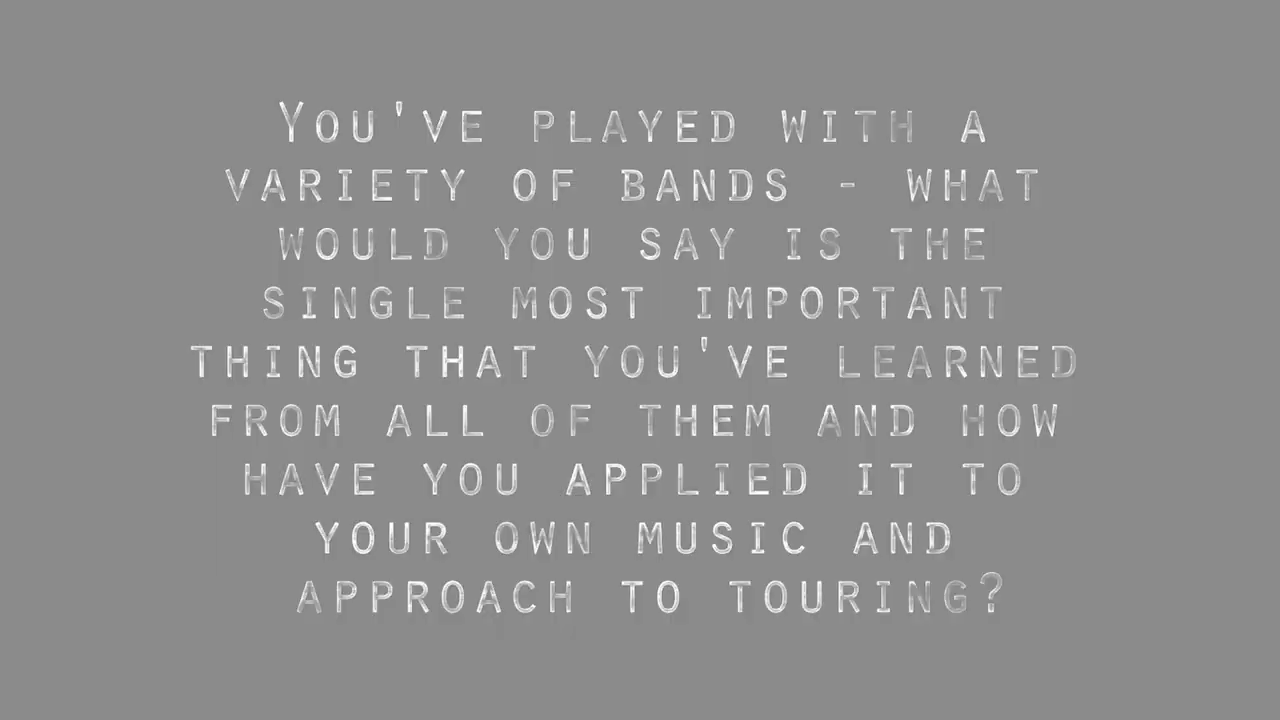 You've played with a
variety of bands - what
would you say is the
single most important
thing that you've learned
from all of them and how
have you applied it to
your own music and
approach to touring?